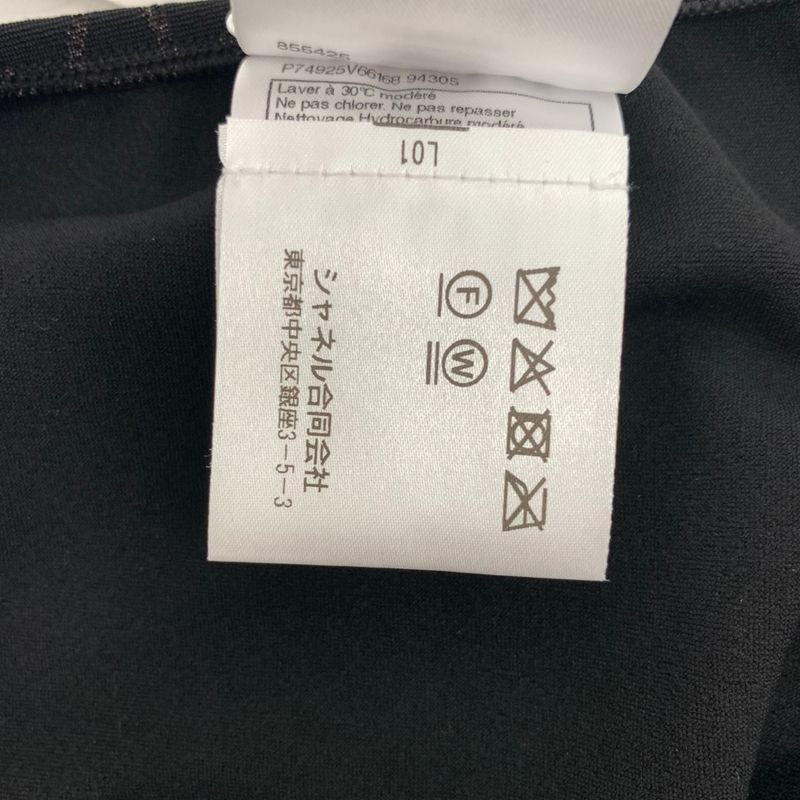 855425
P74925V66168 94305
Laver à 30°C modéré
Ne pas chlorer. Ne pas repasser
Nettoyage Hydrocarbure modéré
L01
F
W
シャネル合同会社
東京都中央区銀座3-5-3